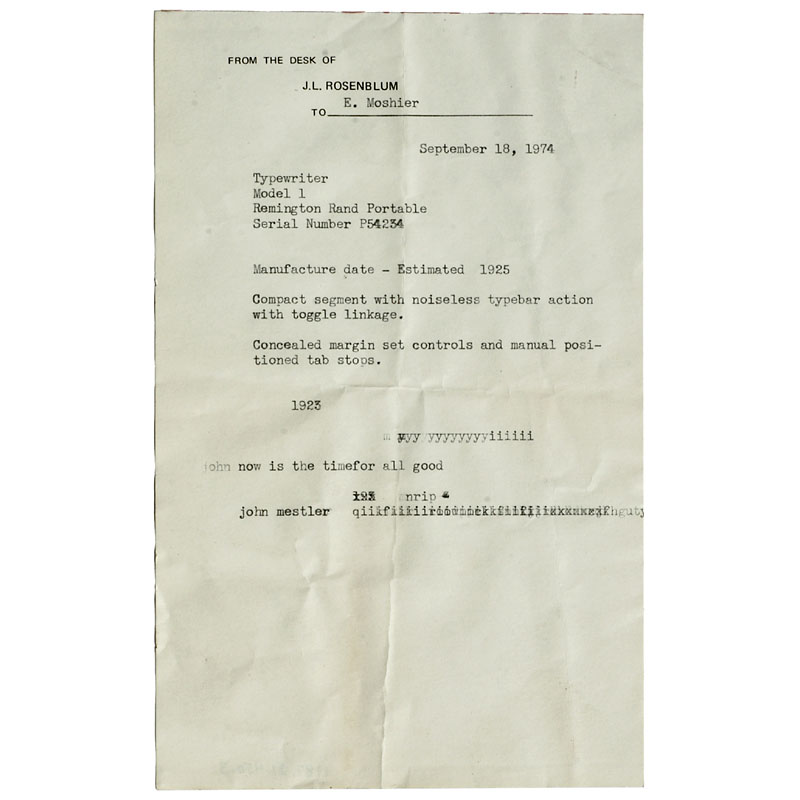 FROM THE DESK OF
J.L. ROSENBLUM
E. Moshier
TO
September 18, 1974
Typewriter
Model 1
Remington Rand Portable
Serial Number P54234
Manufacture date - Estimated 1925
Compact segment with noiseless typebar action
with toggle linkage.
Concealed margin set controls and manual posi-
tioned tab stops.
1923
john now is the timefor all good
john mestler